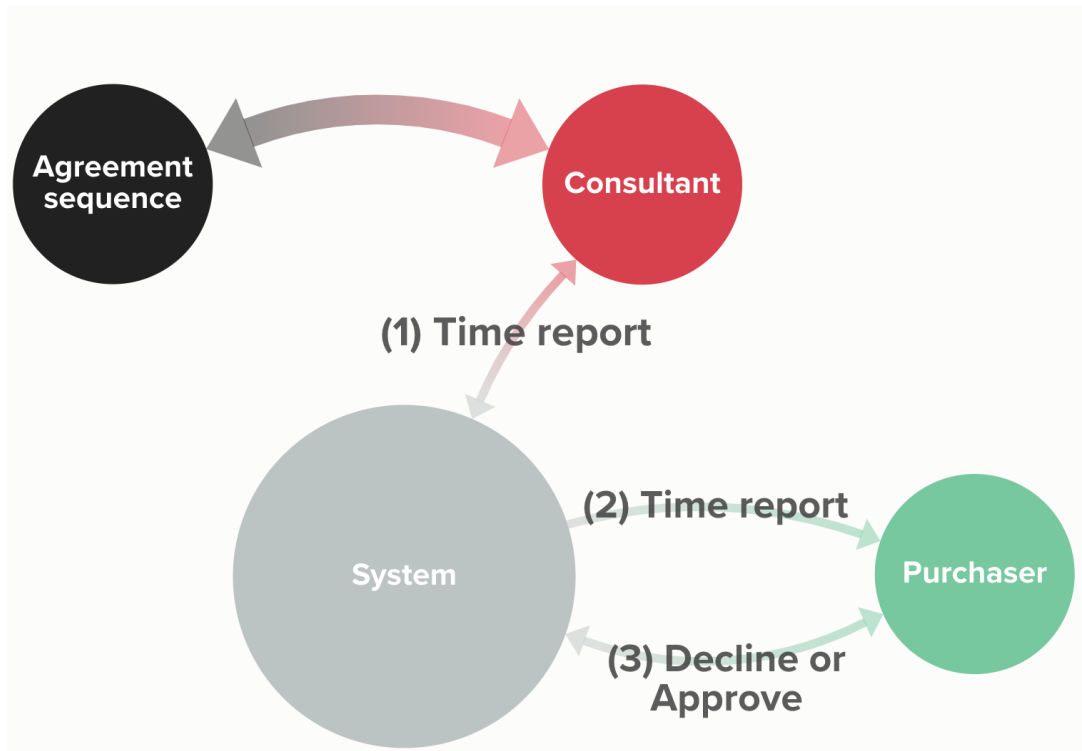 Agreement
sequence
Consultant
(1) Time report
System
(2) Time report
Purchaser
(3) Decline or
Approve